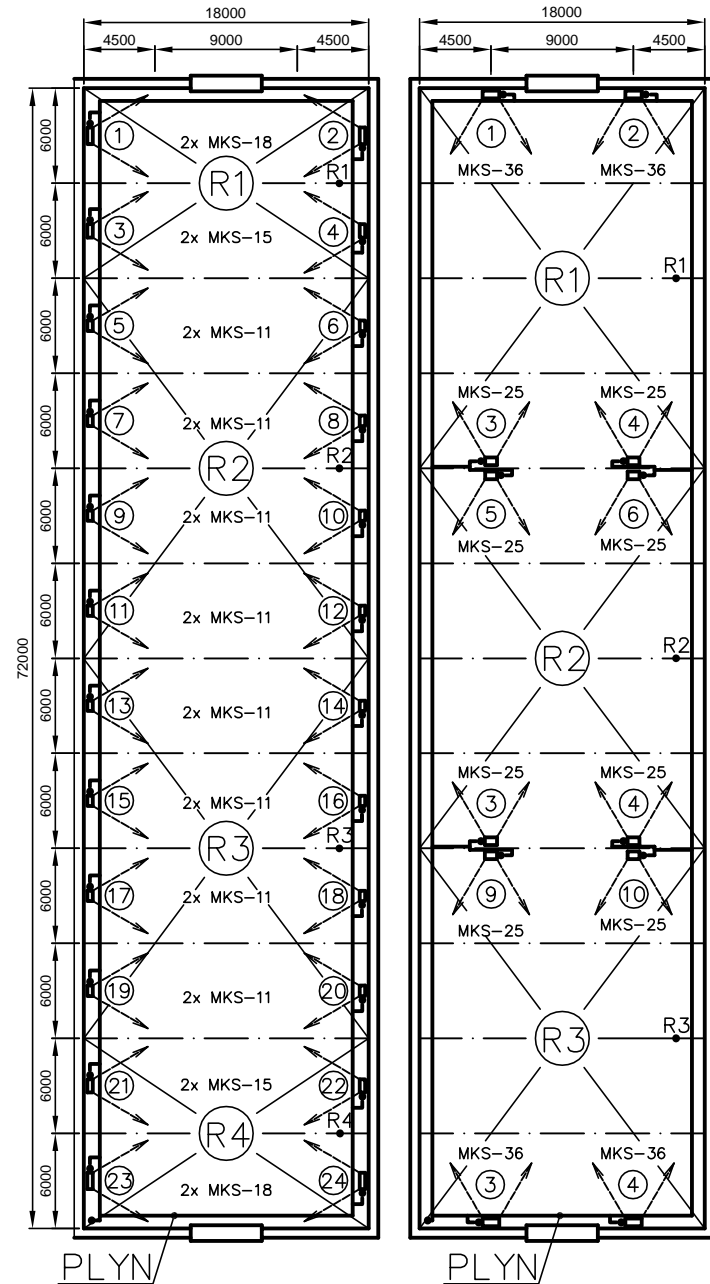 18000
4500 9000 4500
6000
6000
6000
6000
6000
6000
6000
6000
6000
6000
6000
6000
72000
1 2x MKS-18 2
R1 R1
3 2x MKS-15 4
5 2x MKS-11 6
7 2x MKS-11 8
R2 R2
9 2x MKS-11 10
11 2x MKS-11 12
13 2x MKS-11 14
15 2x MKS-11 16
R3 R3
17 2x MKS-11 18
19 2x MKS-11 20
21 2x MKS-15 22
R4 R4
23 2x MKS-18 24
PLYN
18000
4500 9000 4500
1 2
MKS-36 MKS-36
R1 R1
MKS-25 MKS-25
3 4
5 6
MKS-25 MKS-25
R2 R2
MKS-25 MKS-25
3 4
9 10
MKS-25 MKS-25
R3 R3
MKS-36 MKS-36
3 4
PLYN